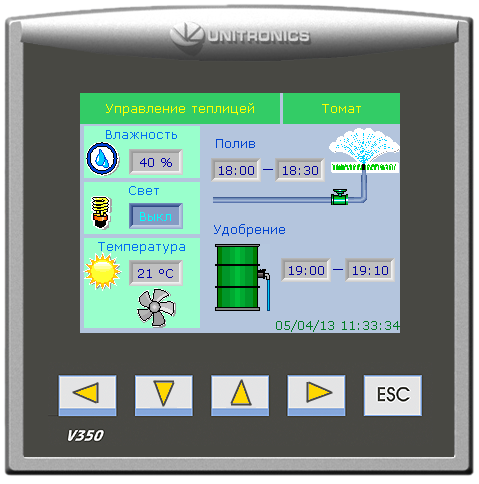 UNITRONICS
Управление теплицей
Томат
Влажность
40 %
Полив
18:00 — 18:30
Свет
Выкл
Температура
21 °C
Удобрение
19:00 — 19:10
05/04/13 11:33:34
ESC
V350